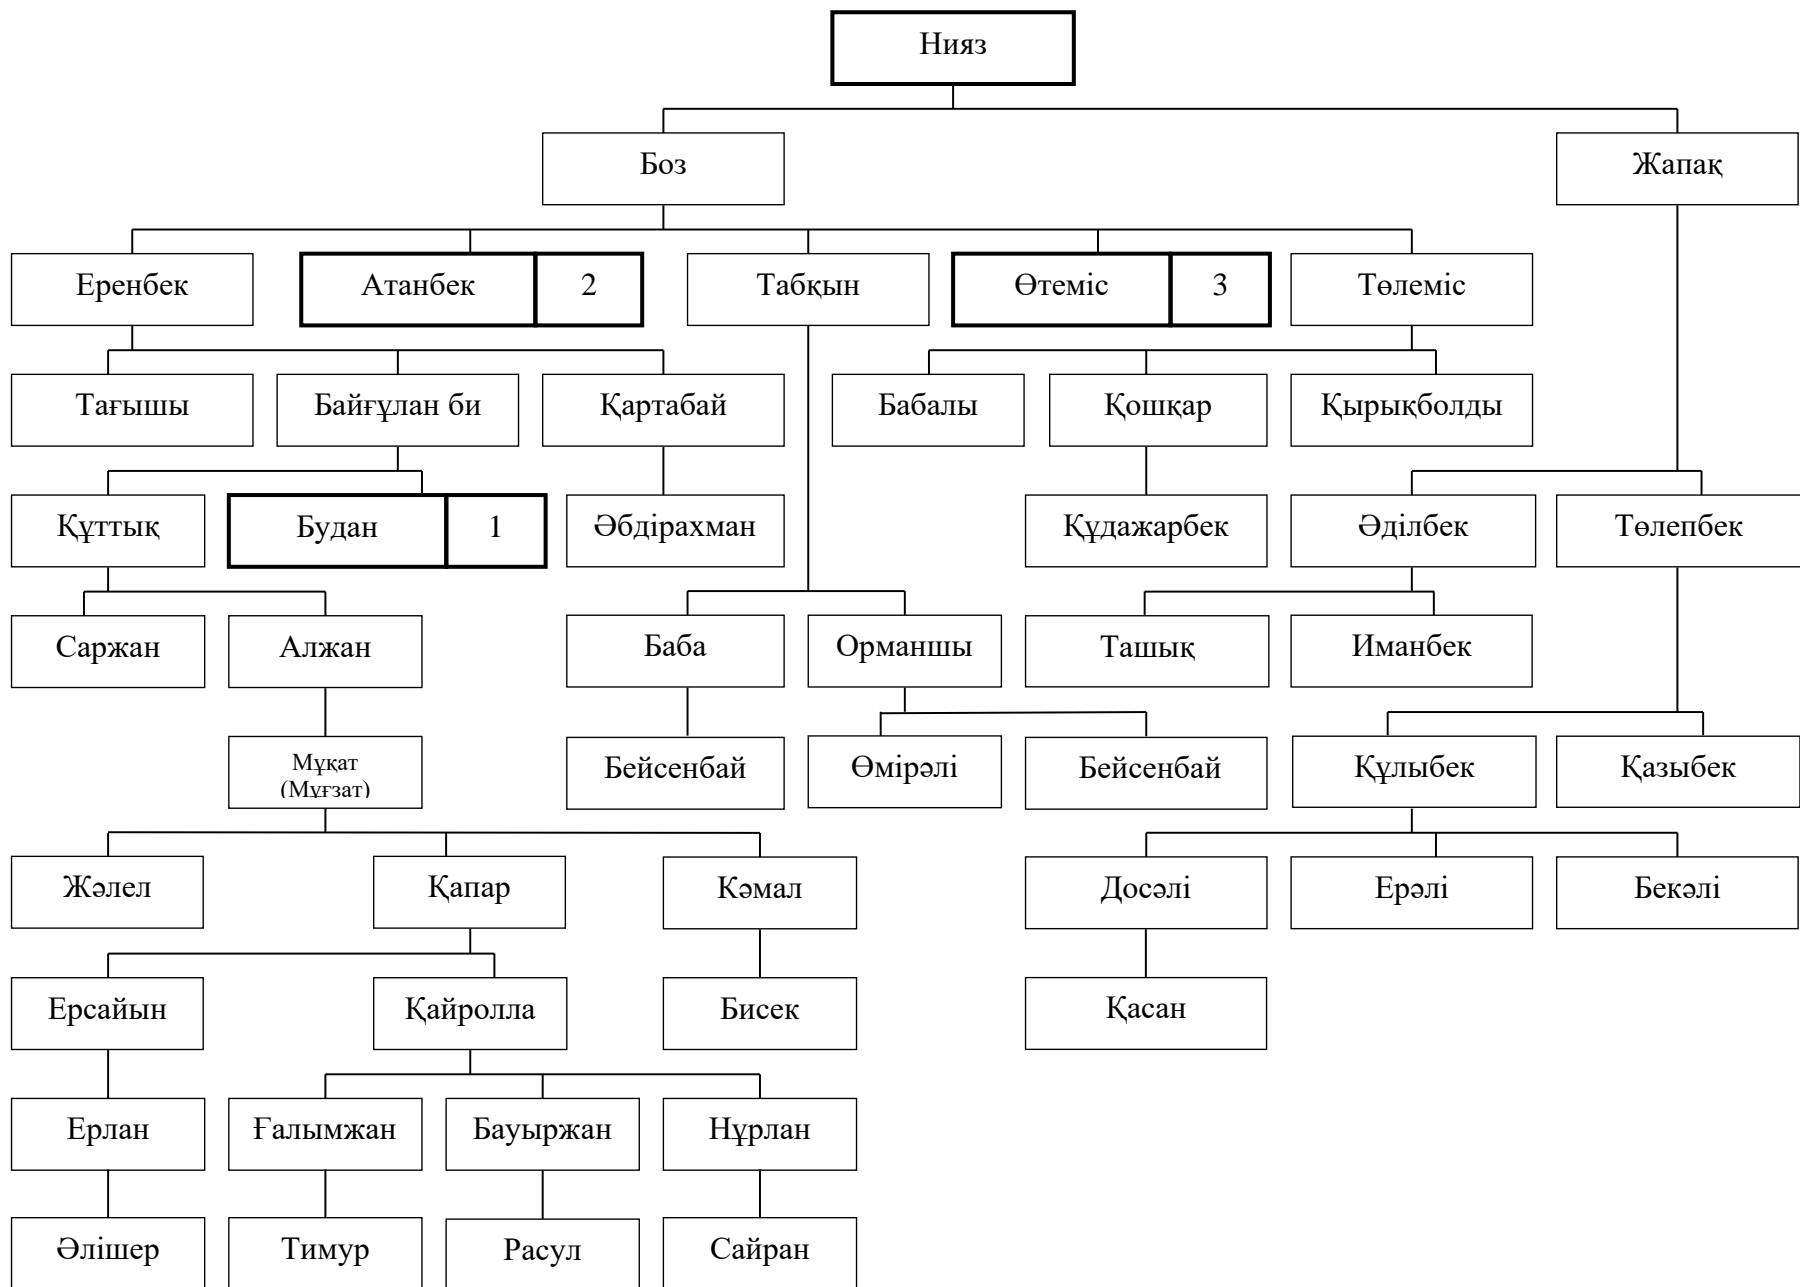 Нияз
Боз
Жапақ
Еренбек
Атанбек
2
Табқын
Өтеміс
3
Төлеміс
Тағышы
Байғұлан би
Қартабай
Бабалы
Қошқар
Қырықболды
Құттық
Будан
1
Әбдірахман
Құдажарбек
Әділбек
Төлепбек
Саржан
Алжан
Баба
Орманшы
Ташық
Иманбек
Мұқат
(Мұғзат)
Бейсенбай
Өмірәлі
Бейсенбай
Құлыбек
Қазыбек
Жәлел
Қапар
Кәмал
Досәлі
Ерәлі
Бекәлі
Ерсайын
Қайролла
Бисек
Қасан
Ерлан
Ғалымжан
Бауыржан
Нұрлан
Әлішер
Тимур
Расул
Сайран